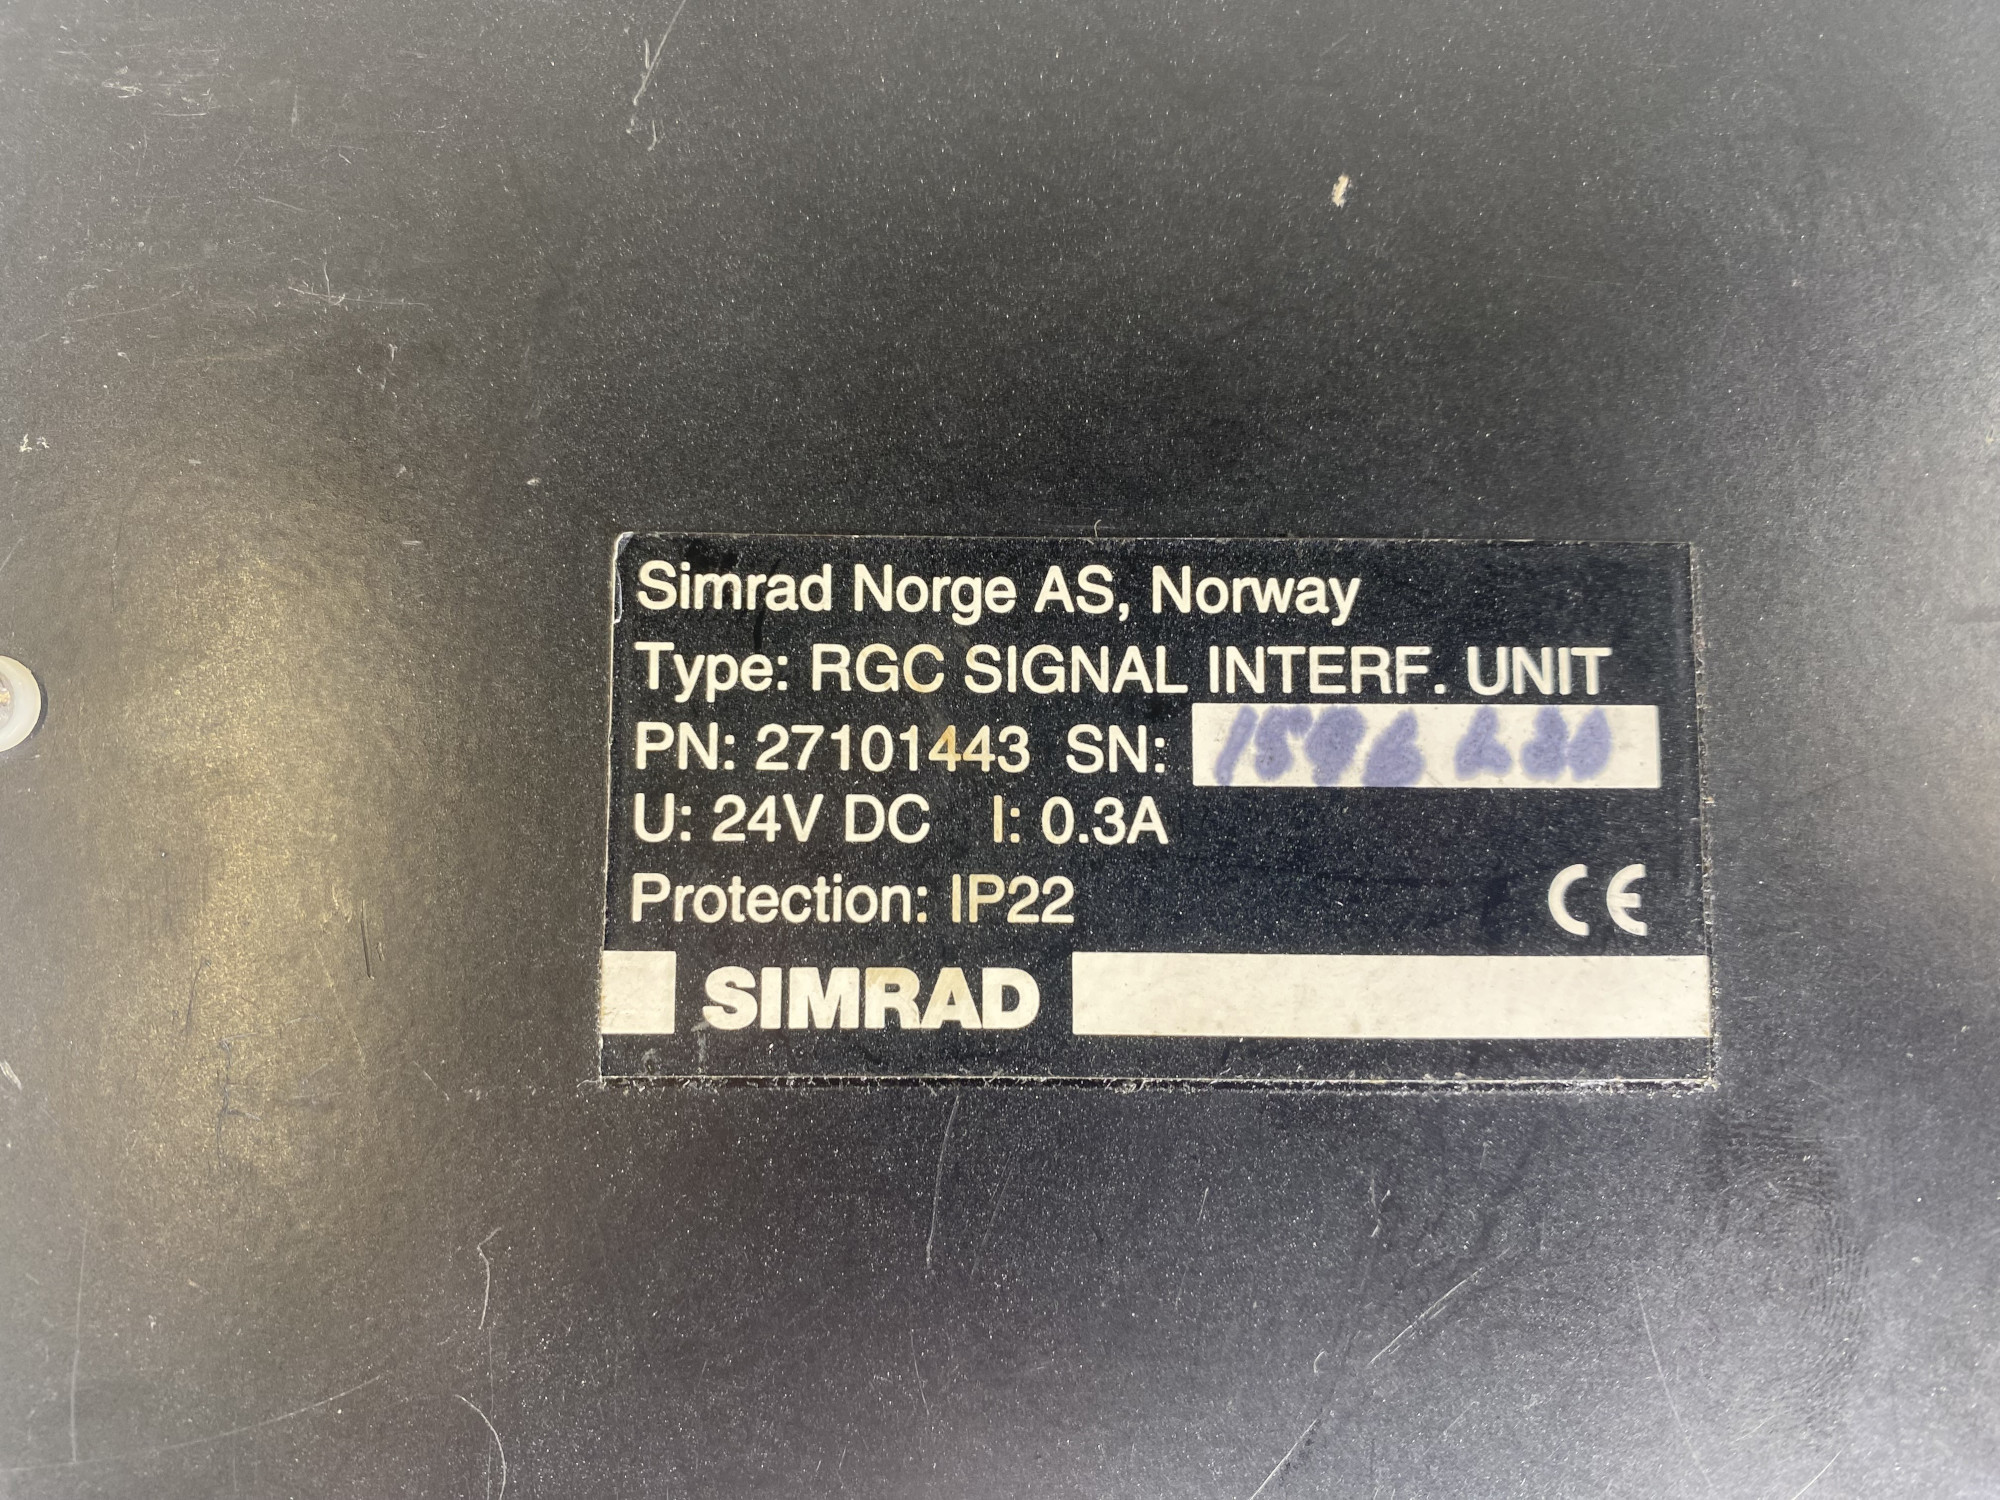 Simrad Norge AS, Norway
Type: RGC SIGNAL INTERF. UNIT
PN: 27101443 SN:
U: 24V DC I: 0.3A
Protection: IP22
CE
SIMRAD